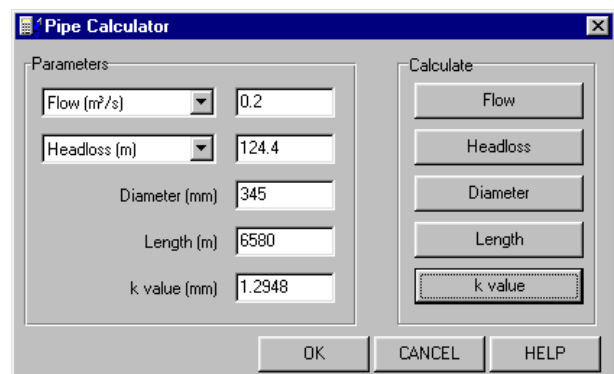 Pipe Calculator
Parameters
Flow (m³/s) 0.2
Headloss (m) 124.4
Diameter (mm) 345
Length (m) 6580
k value (mm) 1.2948
Calculate
Flow
Headloss
Diameter
Length
k value
OK CANCEL HELP